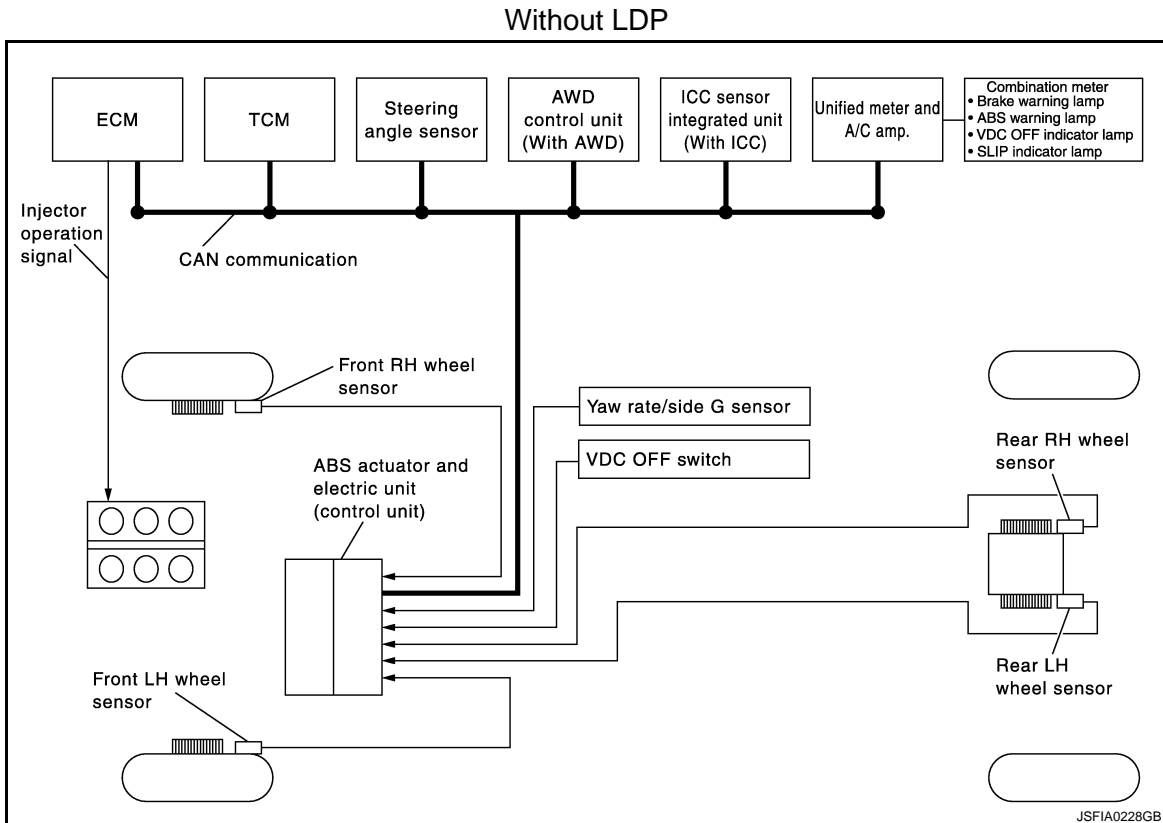 Without LDP
ECM
TCM
Steering
angle sensor
AWD
control unit
(With AWD)
ICC sensor
integrated unit
(With ICC)
Unified meter and
A/C amp.
Combination meter
• Brake warning lamp
• ABS warning lamp
• VDC OFF indicator lamp
• SLIP indicator lamp
Injector
operation
signal
CAN communication
Front RH wheel
sensor
Yaw rate/side G sensor
VDC OFF switch
Rear RH wheel
sensor
ABS actuator and
electric unit
(control unit)
Front LH wheel
sensor
Rear LH
wheel sensor
JSFIA0228GB